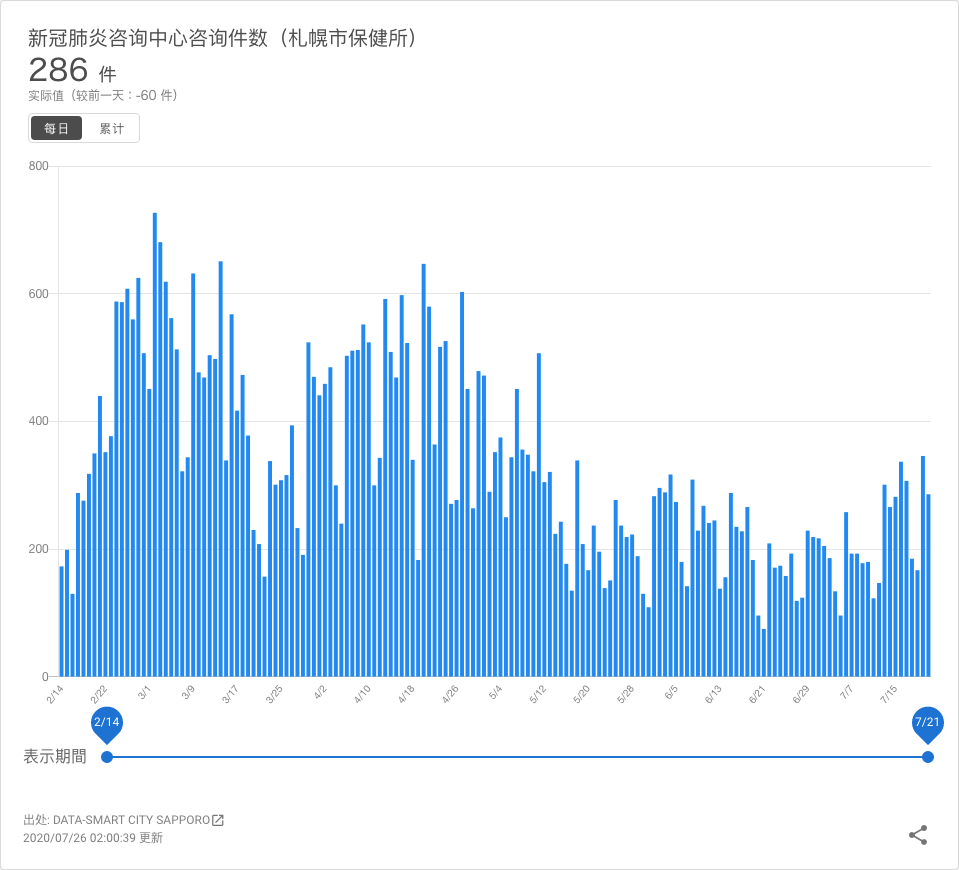 新冠肺炎咨询中心咨询件数（札幌市保健所）
286 件
实际值（较前一天：-60 件）
每日 累计
800
600
400
200
0
2/14 2/22 3/1 3/9 3/17 3/25 4/2 4/10 4/18 4/26 5/4 5/12 5/20 5/28 6/5 6/13 6/21 6/29 7/7 7/15
2/14 7/21
表示期間
出处: DATA-SMART CITY SAPPORO
2020/07/26 02:00:39 更新